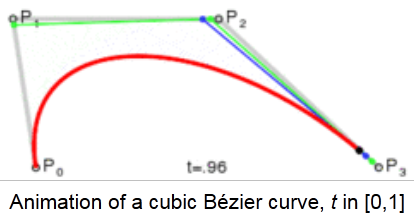 P1 P2
P0 t=.96 P3
Animation of a cubic Bézier curve, t in [0,1]